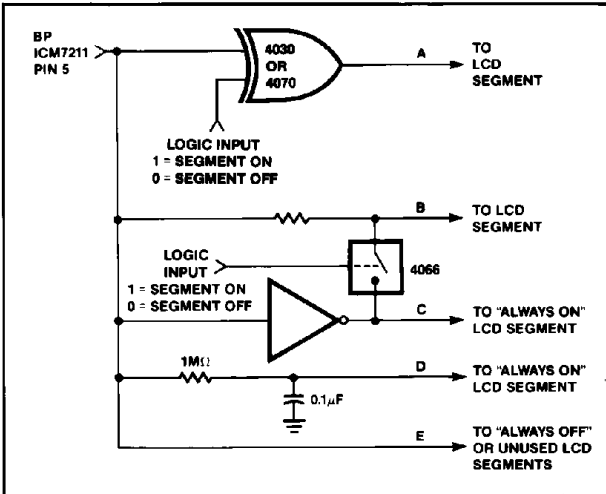 BP
ICM7211
PIN 5
4030
OR
4070
A
TO
LCD
SEGMENT
LOGIC INPUT
1 = SEGMENT ON
0 = SEGMENT OFF
B
TO LCD
SEGMENT
LOGIC
INPUT
1 = SEGMENT ON
0 = SEGMENT OFF
4066
C
TO "ALWAYS ON"
LCD SEGMENT
1MΩ
D
TO "ALWAYS ON"
LCD SEGMENT
0.1μF
E
TO "ALWAYS OFF"
OR UNUSED LCD
SEGMENTS